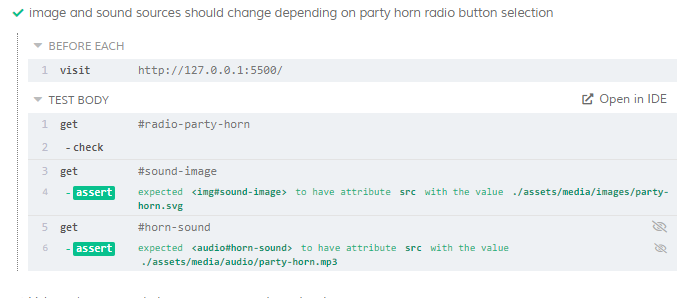 image and sound sources should change depending on party horn radio button selection
BEFORE EACH
1 visit http://127.0.0.1:5500/
TEST BODY Open in IDE
1 get #radio-party-horn
2 - check
3 get #sound-image
4 - assert expected <img#sound-image> to have attribute src with the value ./assets/media/images/party-
horn.svg
5 get #horn-sound
6 - assert expected <audio#horn-sound> to have attribute src with the value
./assets/media/audio/party-horn.mp3